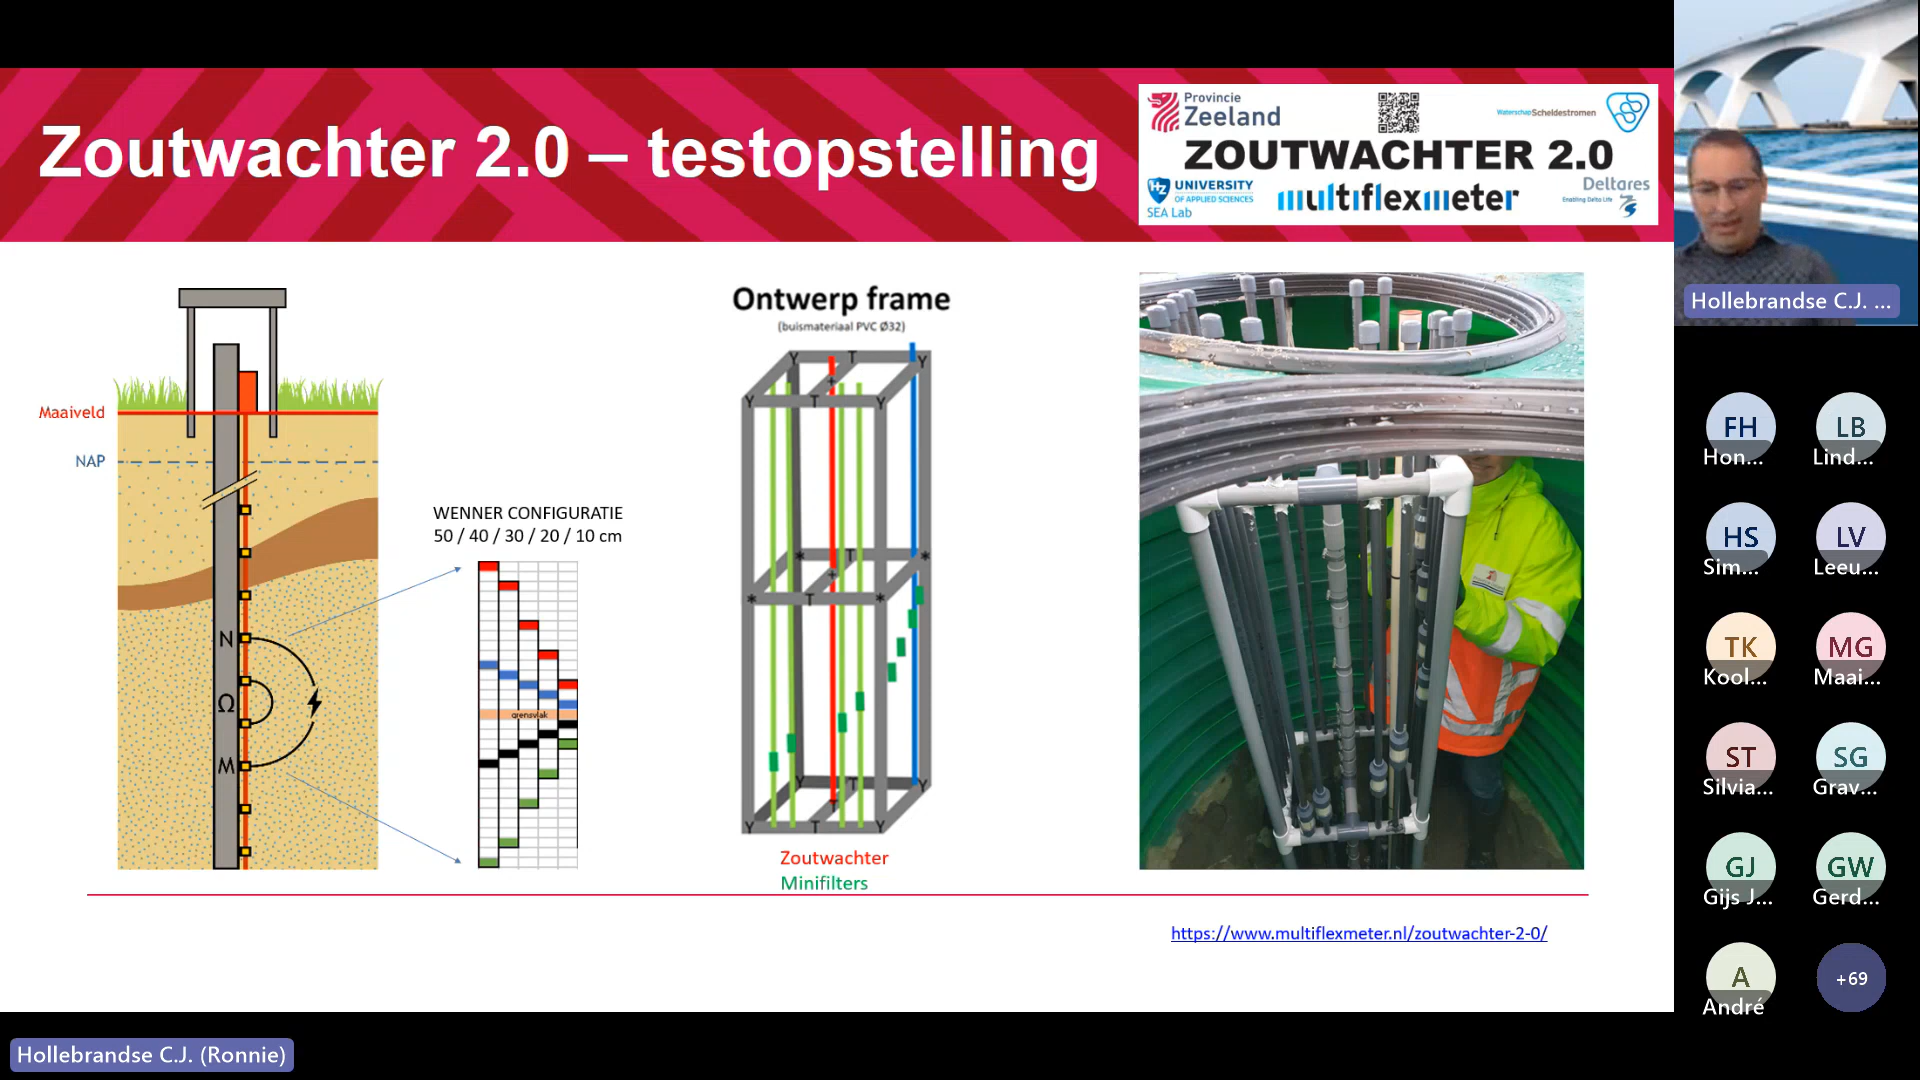 Zoutwachter 2.0 – testopstelling
Provincie
Zeeland
Waterschap Scheldestromen
ZOUTWACHTER 2.0
HZ UNIVERSITY
OF APPLIED SCIENCES
SEA Lab
multiflexmeter
Deltares
Enabling Delta Life
Maaiveld
NAP
N
Ω
M
WENNER CONFIGURATIE
50 / 40 / 30 / 20 / 10 cm
grensvlak
Ontwerp frame
(buismateriaal PVC Ø32)
Y T Y
+
Y T Y
* T *
+
* T *
Y T Y
T
Y T Y
Zoutwachter
Minifilters
https://www.multiflexmeter.nl/zoutwachter-2-0/
Hollebrandse C.J. ...
FH
Hon...
LB
Lind...
HS
Sim...
LV
Leeu...
TK
Kool...
MG
Maai...
ST
Silvia...
SG
Grav...
GJ
Gijs J...
GW
Gerd...
A
André
+69
Hollebrandse C.J. (Ronnie)